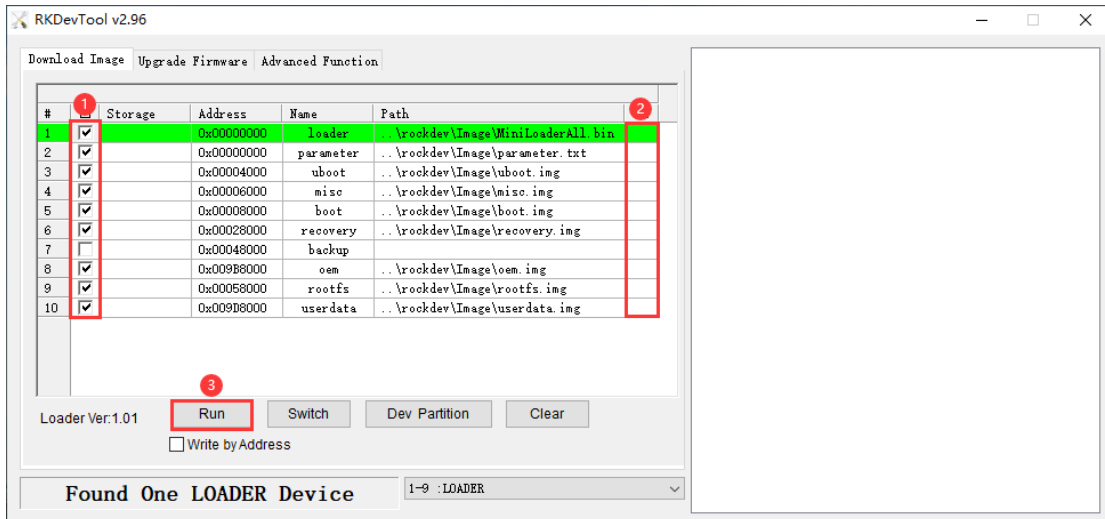 RKDevTool v2.96
Download Image Upgrade Firmware Advanced Function
# 1 Storage Address Name Path 2
1 0x00000000 loader ..\rockdev\Image\MiniLoaderAll.bin
2 0x00000000 parameter ..\rockdev\Image\parameter.txt
3 0x00004000 uboot ..\rockdev\Image\uboot.img
4 0x00006000 misc ..\rockdev\Image\misc.img
5 0x00008000 boot ..\rockdev\Image\boot.img
6 0x00028000 recovery ..\rockdev\Image\recovery.img
7 0x00048000 backup
8 0x009B8000 oem ..\rockdev\Image\oem.img
9 0x00058000 rootfs ..\rockdev\Image\rootfs.img
10 0x009D8000 userdata ..\rockdev\Image\userdata.img
3
Loader Ver:1.01 Run Switch Dev Partition Clear
Write by Address
Found One LOADER Device 1-9 :LOADER